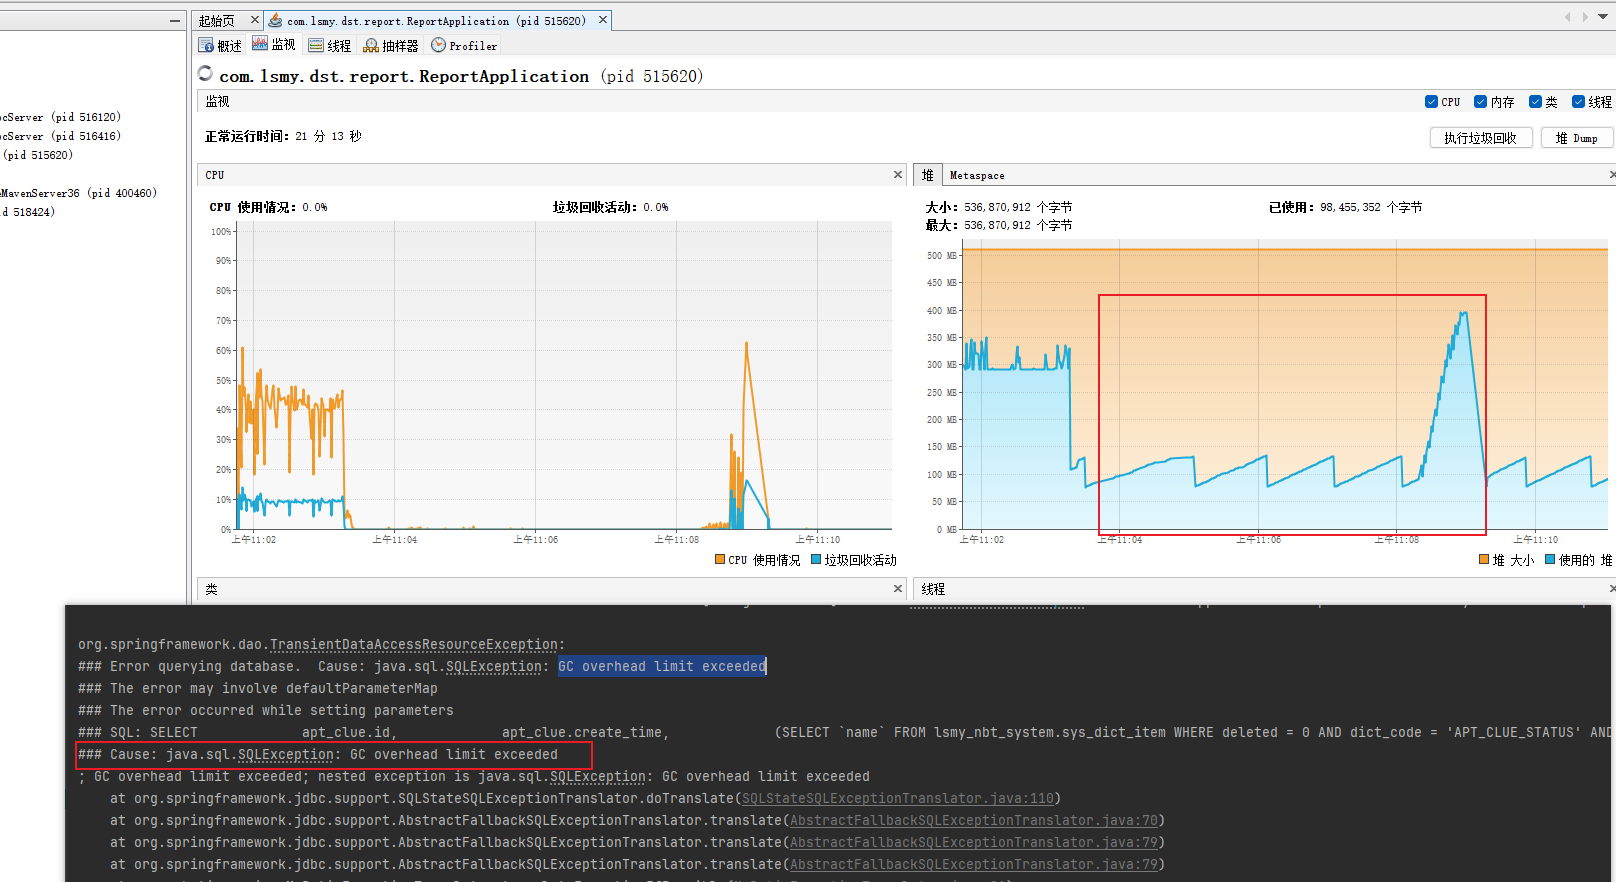 起始页
com.lsmy.dst.report.ReportApplication (pid 515620)
概述
监视
线程
抽样器
Profiler
com.lsmy.dst.report.ReportApplication (pid 515620)
监视
CPU
内存
类
线程
ocServer (pid 516120)
ocServer (pid 516416)
(pid 515620)
eMavenServer36 (pid 400460)
id 518424)
正常运行时间: 21 分 13 秒
执行垃圾回收
堆 Dump
CPU
CPU 使用情况: 0.0%
垃圾回收活动: 0.0%
100%
90%
80%
70%
60%
50%
40%
30%
20%
10%
0%
上午11:02
上午11:04
上午11:06
上午11:08
上午11:10
CPU 使用情况
垃圾回收活动
堆
Metaspace
大小: 536,870,912 个字节
已使用: 98,455,352 个字节
最大: 536,870,912 个字节
500 MB
450 MB
400 MB
350 MB
300 MB
250 MB
200 MB
150 MB
100 MB
50 MB
0 MB
上午11:02
上午11:04
上午11:06
上午11:08
上午11:10
堆 大小
使用的 堆
类
线程
org.springframework.dao.TransientDataAccessResourceException:
### Error querying database.  Cause: java.sql.SQLException: GC overhead limit exceeded
### The error may involve defaultParameterMap
### The error occurred while setting parameters
### SQL: SELECT             apt_clue.id,             apt_clue.create_time,             (SELECT `name` FROM lsmy_nbt_system.sys_dict_item WHERE deleted = 0 AND dict_code = 'APT_CLUE_STATUS' AND
### Cause: java.sql.SQLException: GC overhead limit exceeded
; GC overhead limit exceeded; nested exception is java.sql.SQLException: GC overhead limit exceeded
at org.springframework.jdbc.support.SQLStateSQLExceptionTranslator.doTranslate(SQLStateSQLExceptionTranslator.java:110)
at org.springframework.jdbc.support.AbstractFallbackSQLExceptionTranslator.translate(AbstractFallbackSQLExceptionTranslator.java:70)
at org.springframework.jdbc.support.AbstractFallbackSQLExceptionTranslator.translate(AbstractFallbackSQLExceptionTranslator.java:79)
at org.springframework.jdbc.support.AbstractFallbackSQLExceptionTranslator.translate(AbstractFallbackSQLExceptionTranslator.java:79)